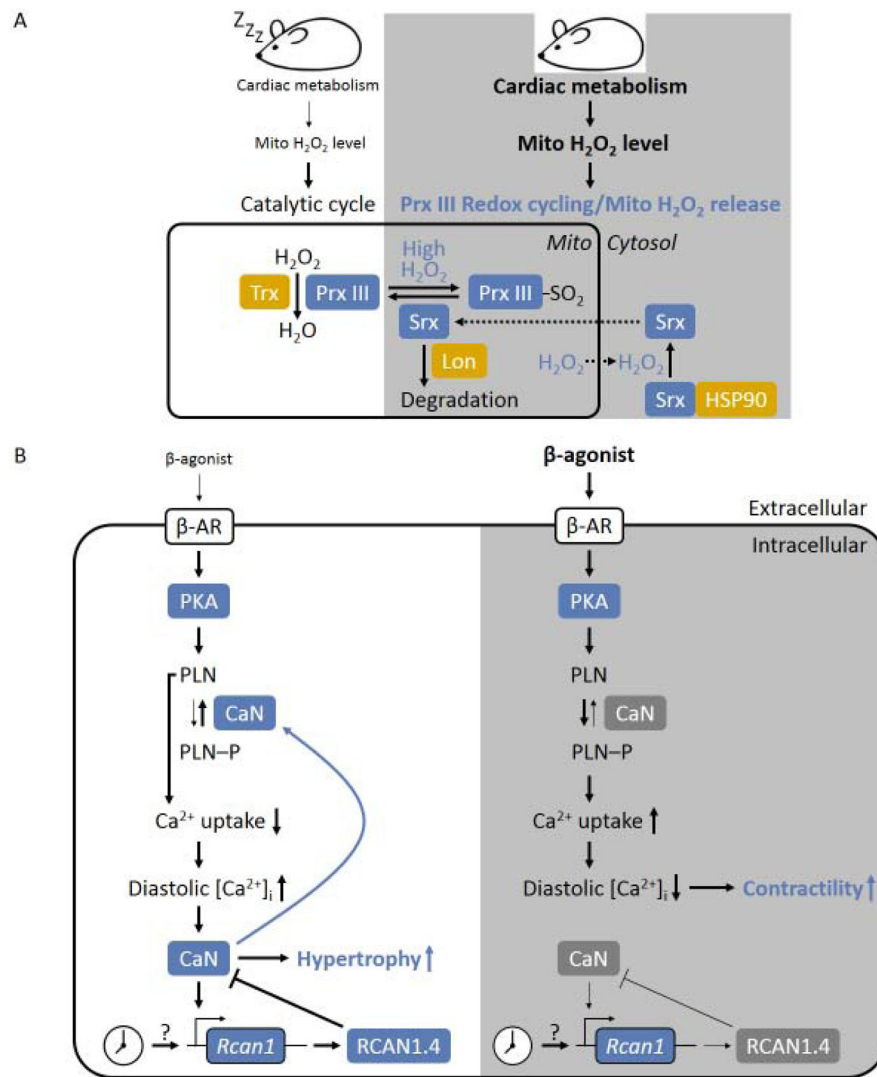 A
Z Z Z
Cardiac metabolism
Cardiac metabolism
Mito H₂O₂ level
Mito H₂O₂ level
Catalytic cycle
Prx III Redox cycling/Mito H₂O₂ release
Mito
Cytosol
H₂O₂
High
H₂O₂
Trx
Prx III
Prx III
–SO₂
H₂O
Srx
Srx
Lon
H₂O₂
H₂O₂
Degradation
Srx
HSP90
B
β-agonist
β-agonist
Extracellular
β-AR
β-AR
Intracellular
PKA
PKA
PLN
PLN
CaN
CaN
PLN–P
PLN–P
Ca²⁺ uptake
Ca²⁺ uptake
Diastolic [Ca²⁺]ᵢ
Diastolic [Ca²⁺]ᵢ
Contractility
CaN
Hypertrophy
CaN
?
Rcan1
RCAN1.4
?
Rcan1
RCAN1.4